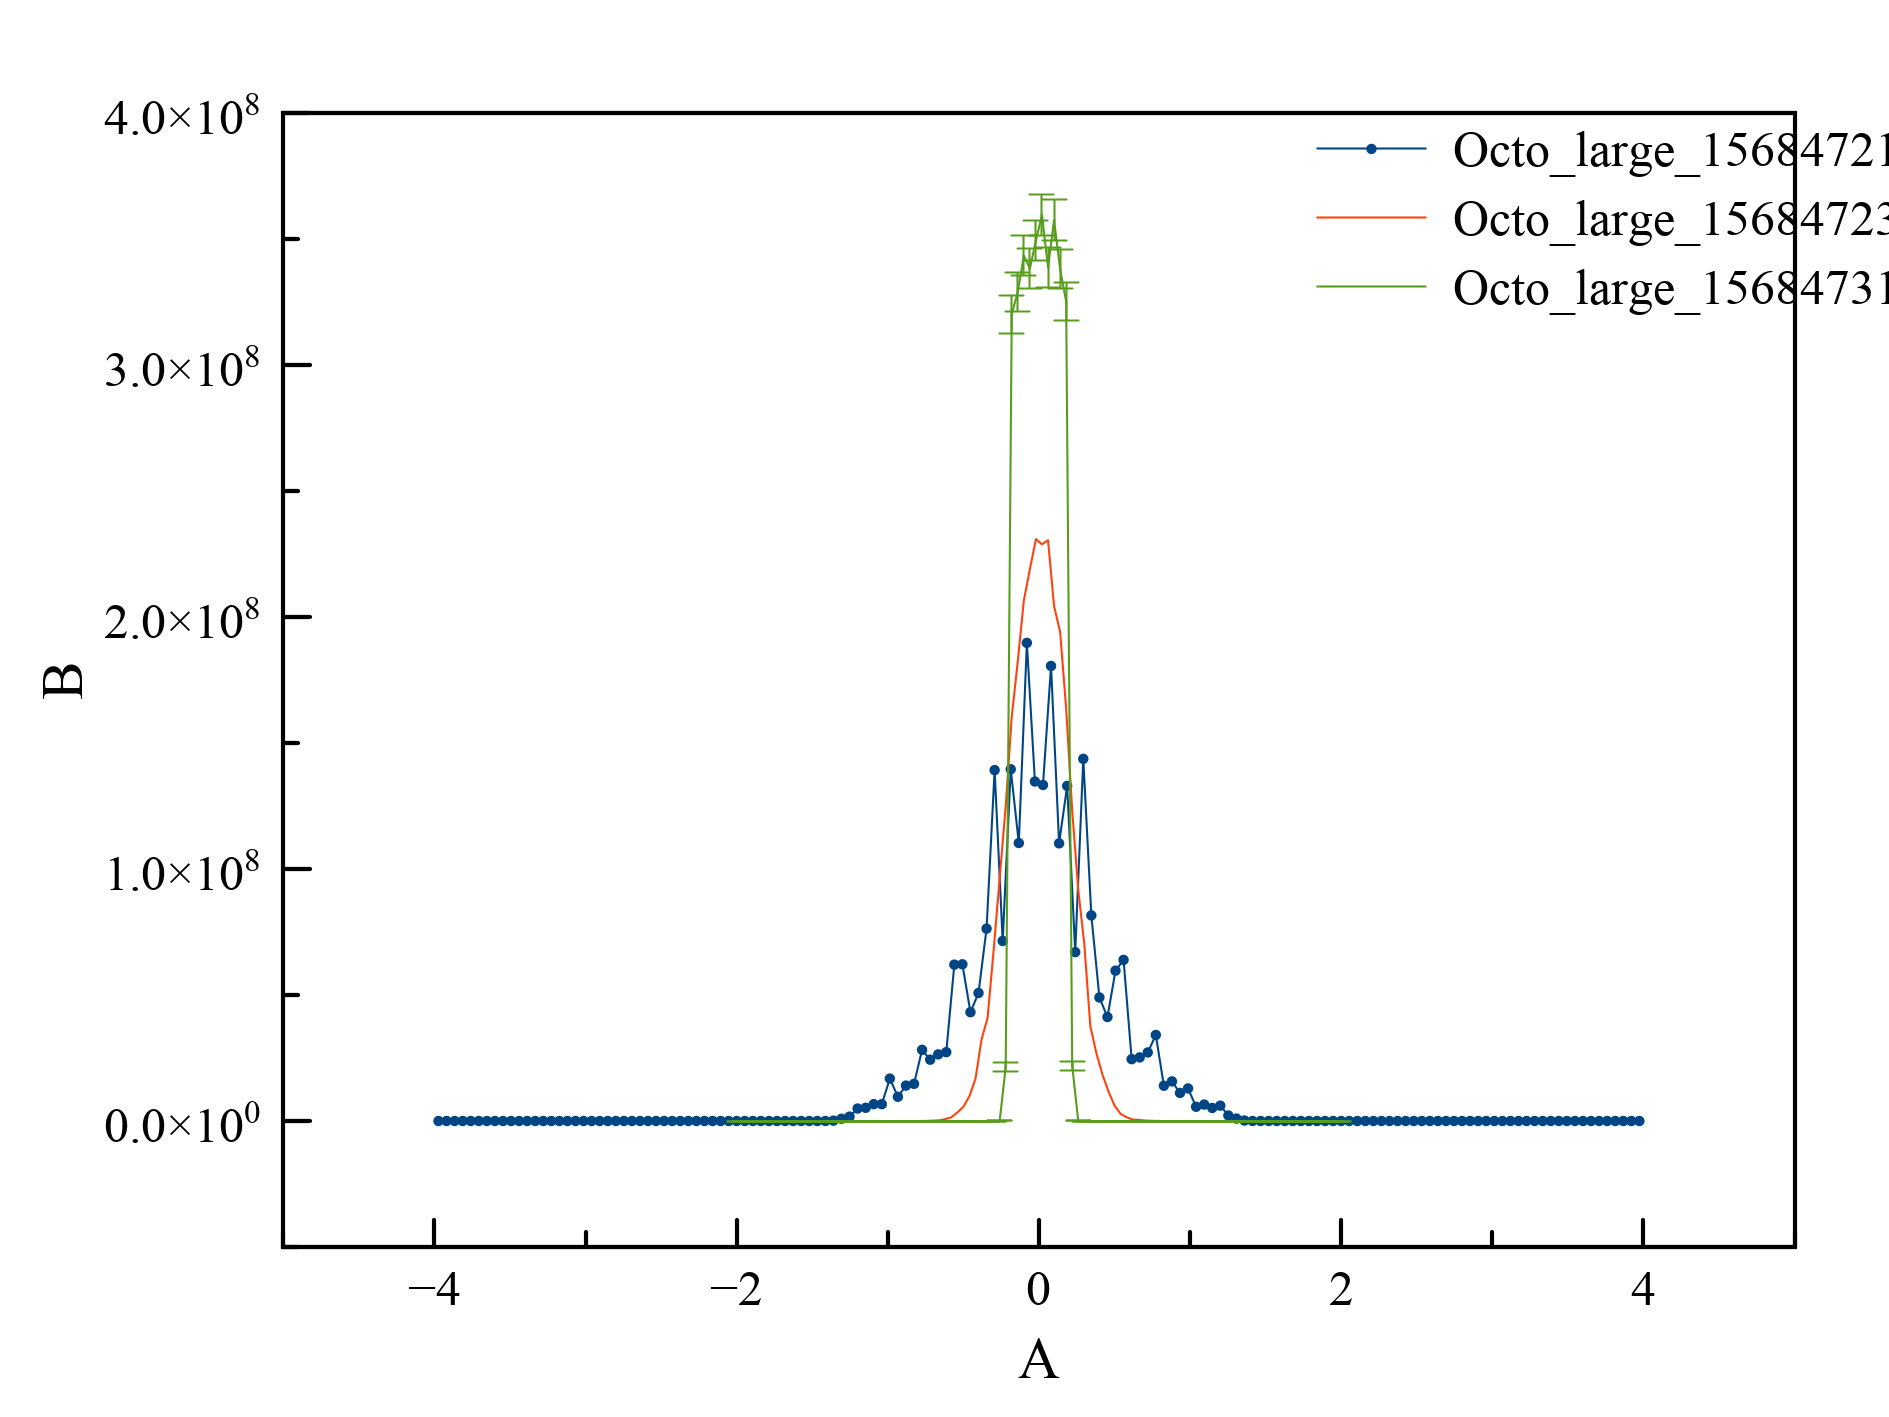 4.0×10⁸
3.0×10⁸
2.0×10⁸
1.0×10⁸
0.0×10⁰
B
Octo_large_15684721
Octo_large_15684723
Octo_large_15684731
−4 −2 0 2 4
A